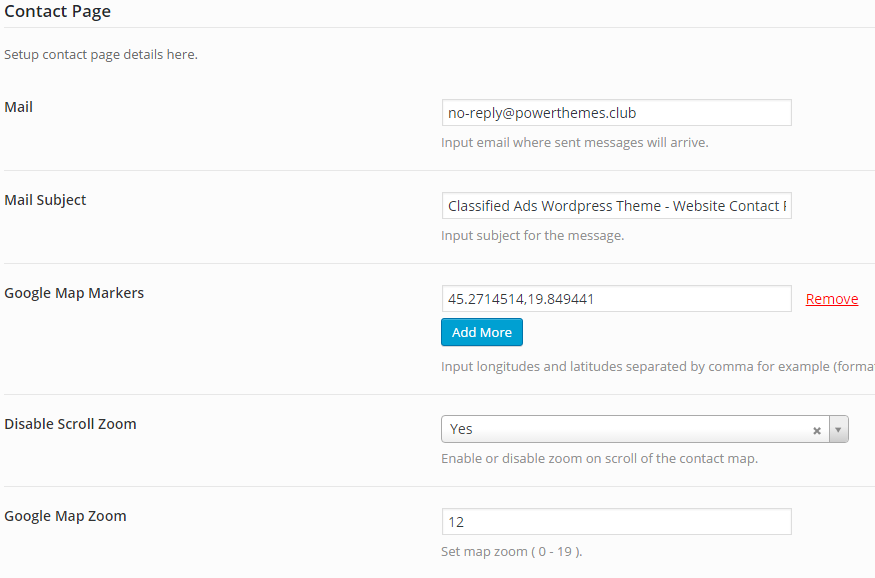 Contact Page
Setup contact page details here.
Mail
no-reply@powerthemes.club
Input email where sent messages will arrive.
Mail Subject
Classified Ads Wordpress Theme - Website Contact
Input subject for the message.
Google Map Markers
45.2714514,19.849441
Remove
Add More
Input longitudes and latitudes separated by comma for example (forma
Disable Scroll Zoom
Yes
Enable or disable zoom on scroll of the contact map.
Google Map Zoom
12
Set map zoom ( 0 - 19 ).